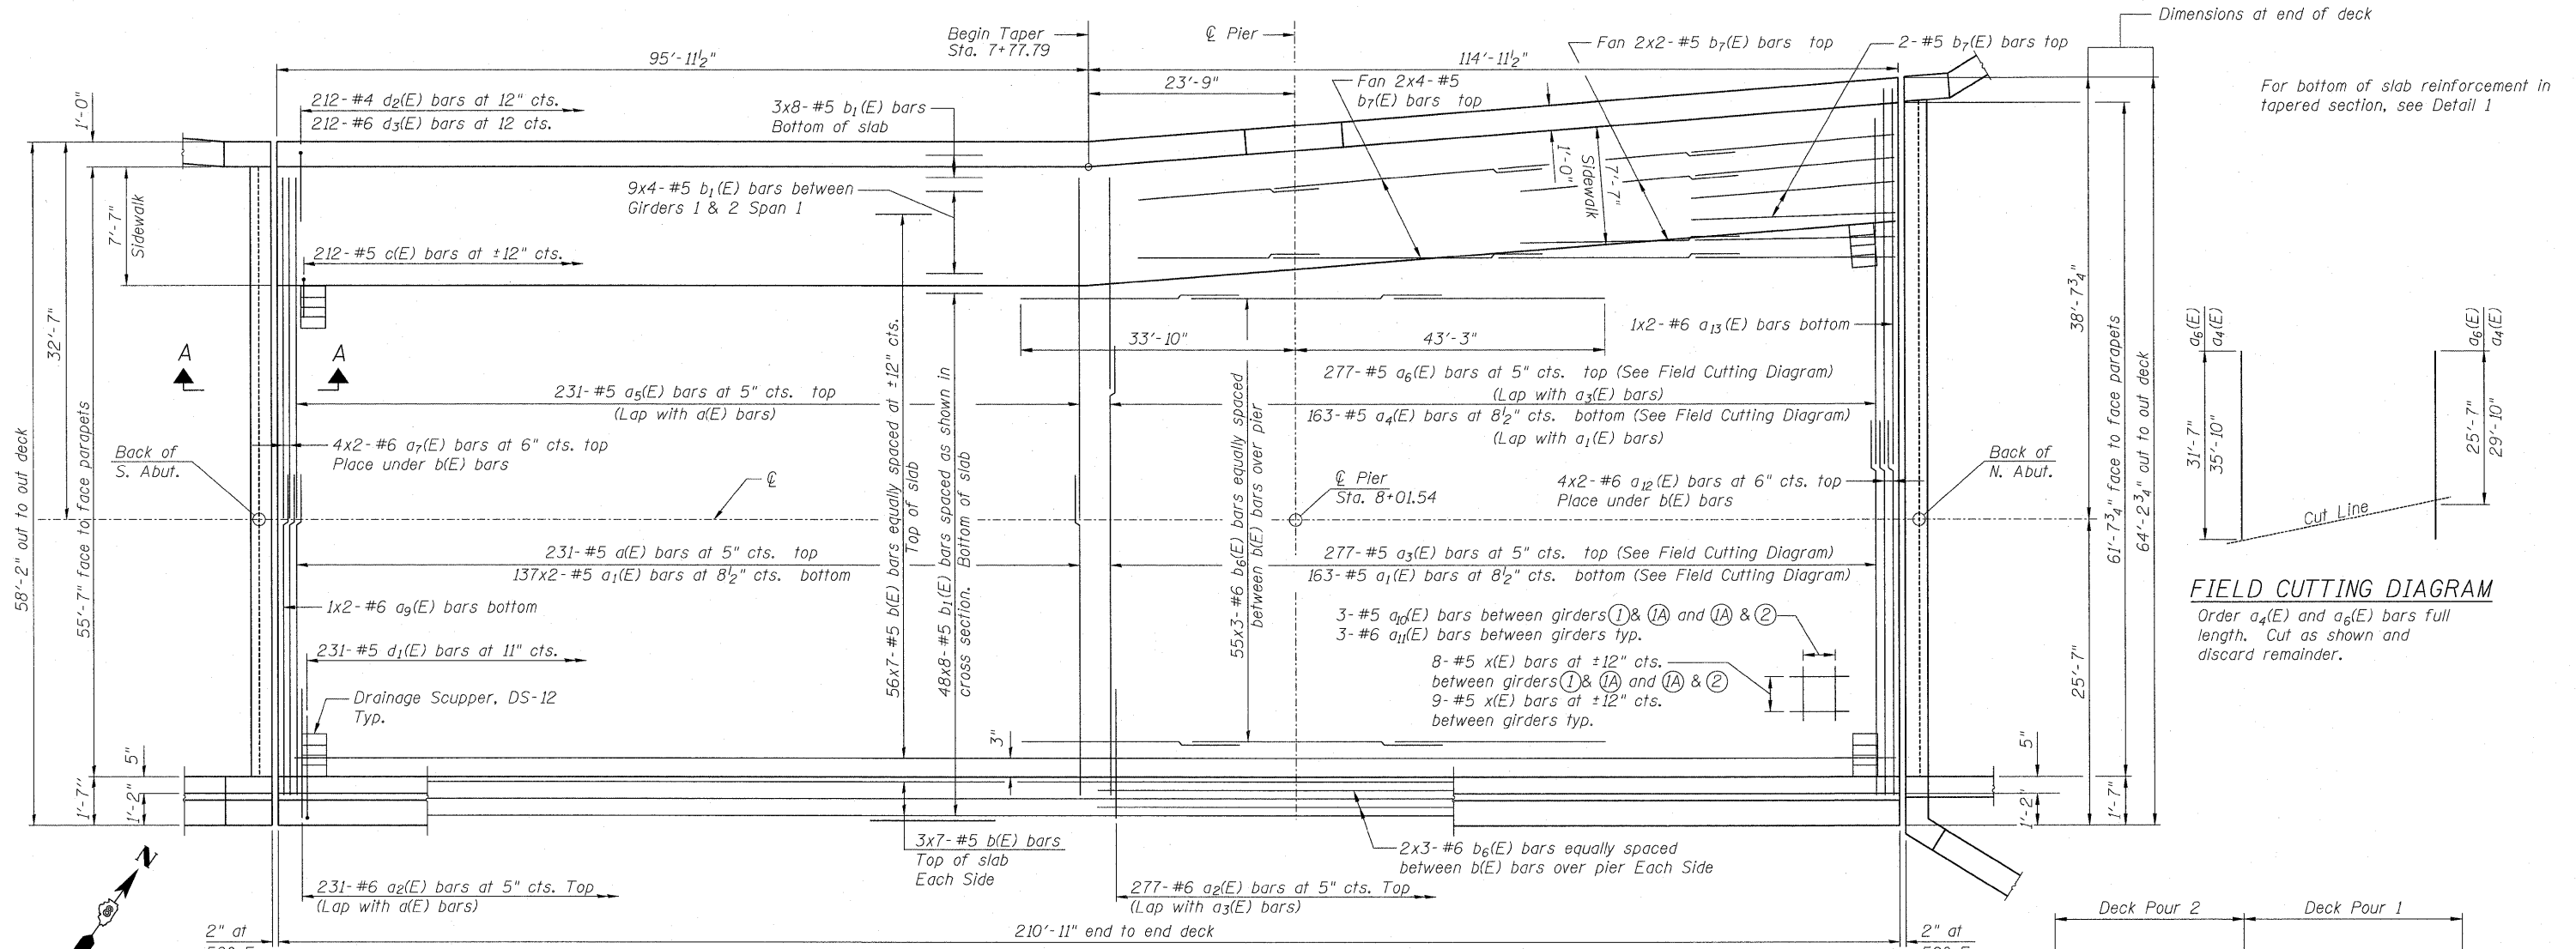 Dimensions at end of deck
Begin Taper
Sta. 7+77.79
℄ Pier
Fan 2x2-#5 b7(E) bars top
2-#5 b7(E) bars top
95'-11½"
114'-11½"
23'-9"
Fan 2x4-#5
b7(E) bars top
For bottom of slab reinforcement in
tapered section, see Detail 1
1'-0"
212-#4 d2(E) bars at 12" cts.
212-#6 d3(E) bars at 12 cts.
3x8-#5 b1(E) bars
Bottom of slab
9x4-#5 b1(E) bars between
Girders 1 & 2 Span 1
1'-0"
7'-7"
Sidewalk
7'-7"
Sidewalk
212-#5 c(E) bars at ±12" cts.
32'-7"
58'-2" out to out deck
55'-7" face to face parapets
A
A
33'-10"
43'-3"
1x2-#6 a13(E) bars bottom
38'-7¾"
61'-7¾" face to face parapets
64'-2¾" out to out deck
231-#5 a5(E) bars at 5" cts. top
(Lap with a(E) bars)
56x7-#5 b(E) bars equally spaced at ±12" cts.
Top of slab
48x8-#5 b1(E) bars spaced as shown in
cross section. Bottom of slab
55x3-#6 b6(E) bars equally spaced
between b(E) bars over pier
277-#5 a6(E) bars at 5" cts. top (See Field Cutting Diagram)
(Lap with a3(E) bars)
163-#5 a4(E) bars at 8½" cts. bottom (See Field Cutting Diagram)
(Lap with a1(E) bars)
a6(E)
a4(E)
a6(E)
a4(E)
31'-7"
35'-10"
25'-7"
29'-10"
Cut Line
Back of
S. Abut.
4x2-#6 a7(E) bars at 6" cts. top
Place under b(E) bars
℄
℄ Pier
Sta. 8+01.54
4x2-#6 a12(E) bars at 6" cts. top
Place under b(E) bars
Back of
N. Abut.
231-#5 a(E) bars at 5" cts. top
137x2-#5 a1(E) bars at 8½" cts. bottom
277-#5 a3(E) bars at 5" cts. top (See Field Cutting Diagram)
163-#5 a1(E) bars at 8½" cts. bottom (See Field Cutting Diagram)
FIELD CUTTING DIAGRAM
Order a4(E) and a6(E) bars full
length. Cut as shown and
discard remainder.
1x2-#6 a9(E) bars bottom
3-#5 a10(E) bars between girders 1 & 1A and 1A & 2
3-#6 a11(E) bars between girders typ.
231-#5 d1(E) bars at 11" cts.
8-#5 x(E) bars at ±12" cts.
between girders 1 & 1A and 1A & 2
9-#5 x(E) bars at ±12" cts.
between girders typ.
25'-7"
Drainage Scupper, DS-12
Typ.
3"
5"
1'-7"
1'-2"
5"
1'-2"
1'-7"
3x7-#5 b(E) bars
Top of slab
Each Side
2x3-#6 b6(E) bars equally spaced
between b(E) bars over pier Each Side
N
231-#6 a2(E) bars at 5" cts. Top
(Lap with a(E) bars)
277-#6 a2(E) bars at 5" cts. Top
(Lap with a3(E) bars)
Deck Pour 2
Deck Pour 1
2" at
210'-11" end to end deck
2" at